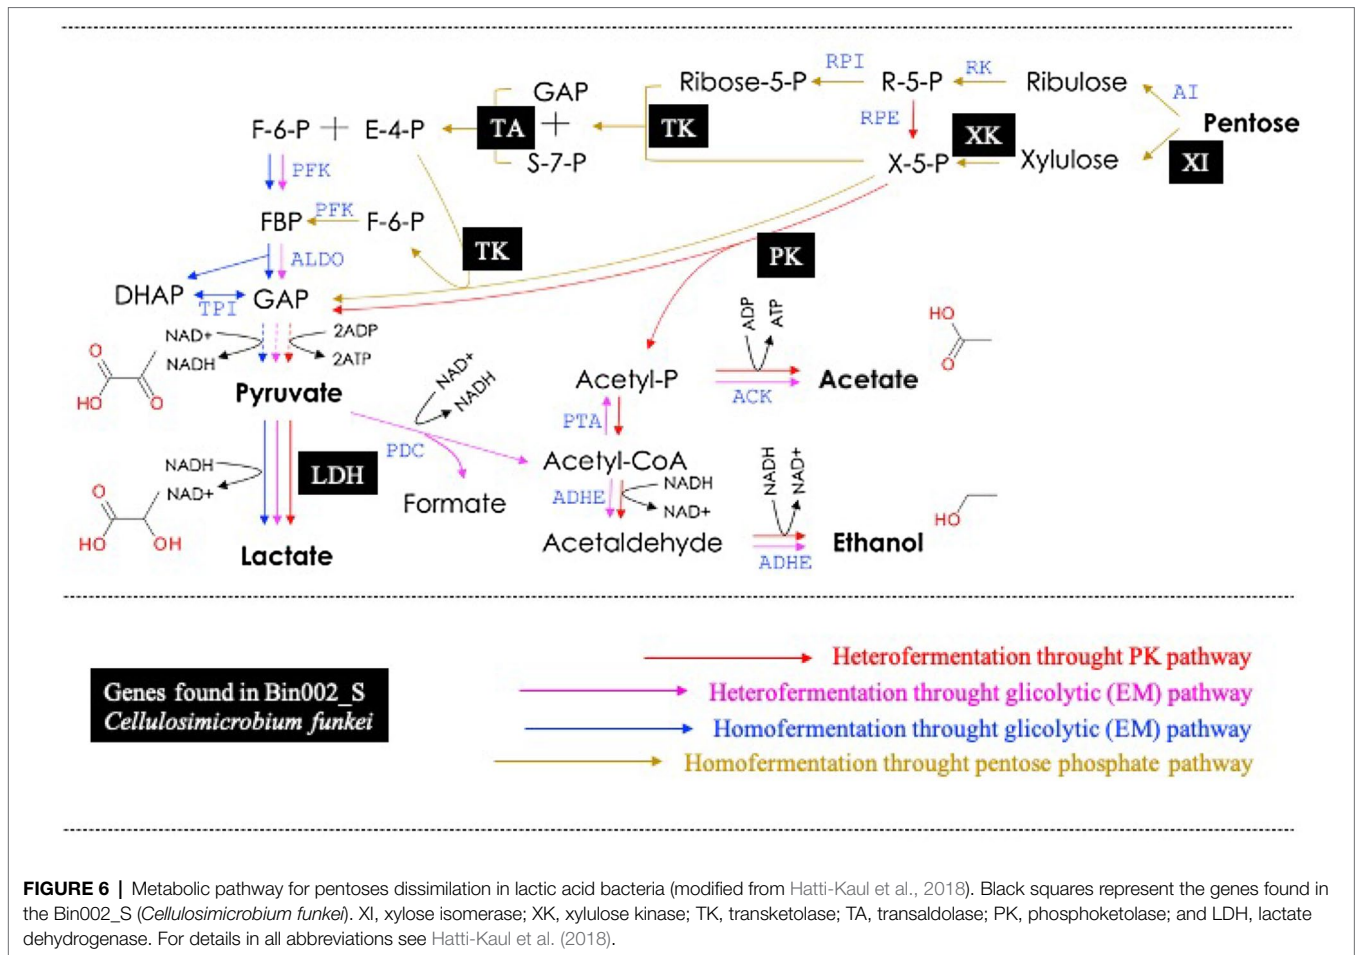 RPI
RK
AI
GAP
Ribose-5-P
R-5-P
Ribulose
Pentose
F-6-P + E-4-P
TA
+
TK
RPE
XK
S-7-P
X-5-P
Xylulose
XI
PFK
FBP
PFK
F-6-P
TK
PK
ALDO
DHAP
TPI
GAP
NAD+
NADH
2ADP
2ATP
ADP
ATP
HO
O
O
HO
O
Pyruvate
NAD+
NADH
Acetyl-P
ACK
Acetate
PTA
PDC
NADH
NAD+
LDH
Acetyl-CoA
Formate
ADHE
NADH
NAD+
NADH
NAD+
O
HO
OH
HO
Lactate
Acetaldehyde
ADHE
Ethanol
Genes found in Bin002_S
Cellulosimicrobium funkei
Heterofermentation throught PK pathway
Heterofermentation throught glicolytic (EM) pathway
Homofermentation throught glicolytic (EM) pathway
Homofermentation throught pentose phosphate pathway
FIGURE 6 | Metabolic pathway for pentoses dissimilation in lactic acid bacteria (modified from Hatti-Kaul et al., 2018). Black squares represent the genes found in
the Bin002_S (Cellulosimicrobium funkei). XI, xylose isomerase; XK, xylulose kinase; TK, transketolase; TA, transaldolase; PK, phosphoketolase; and LDH, lactate
dehydrogenase. For details in all abbreviations see Hatti-Kaul et al. (2018).